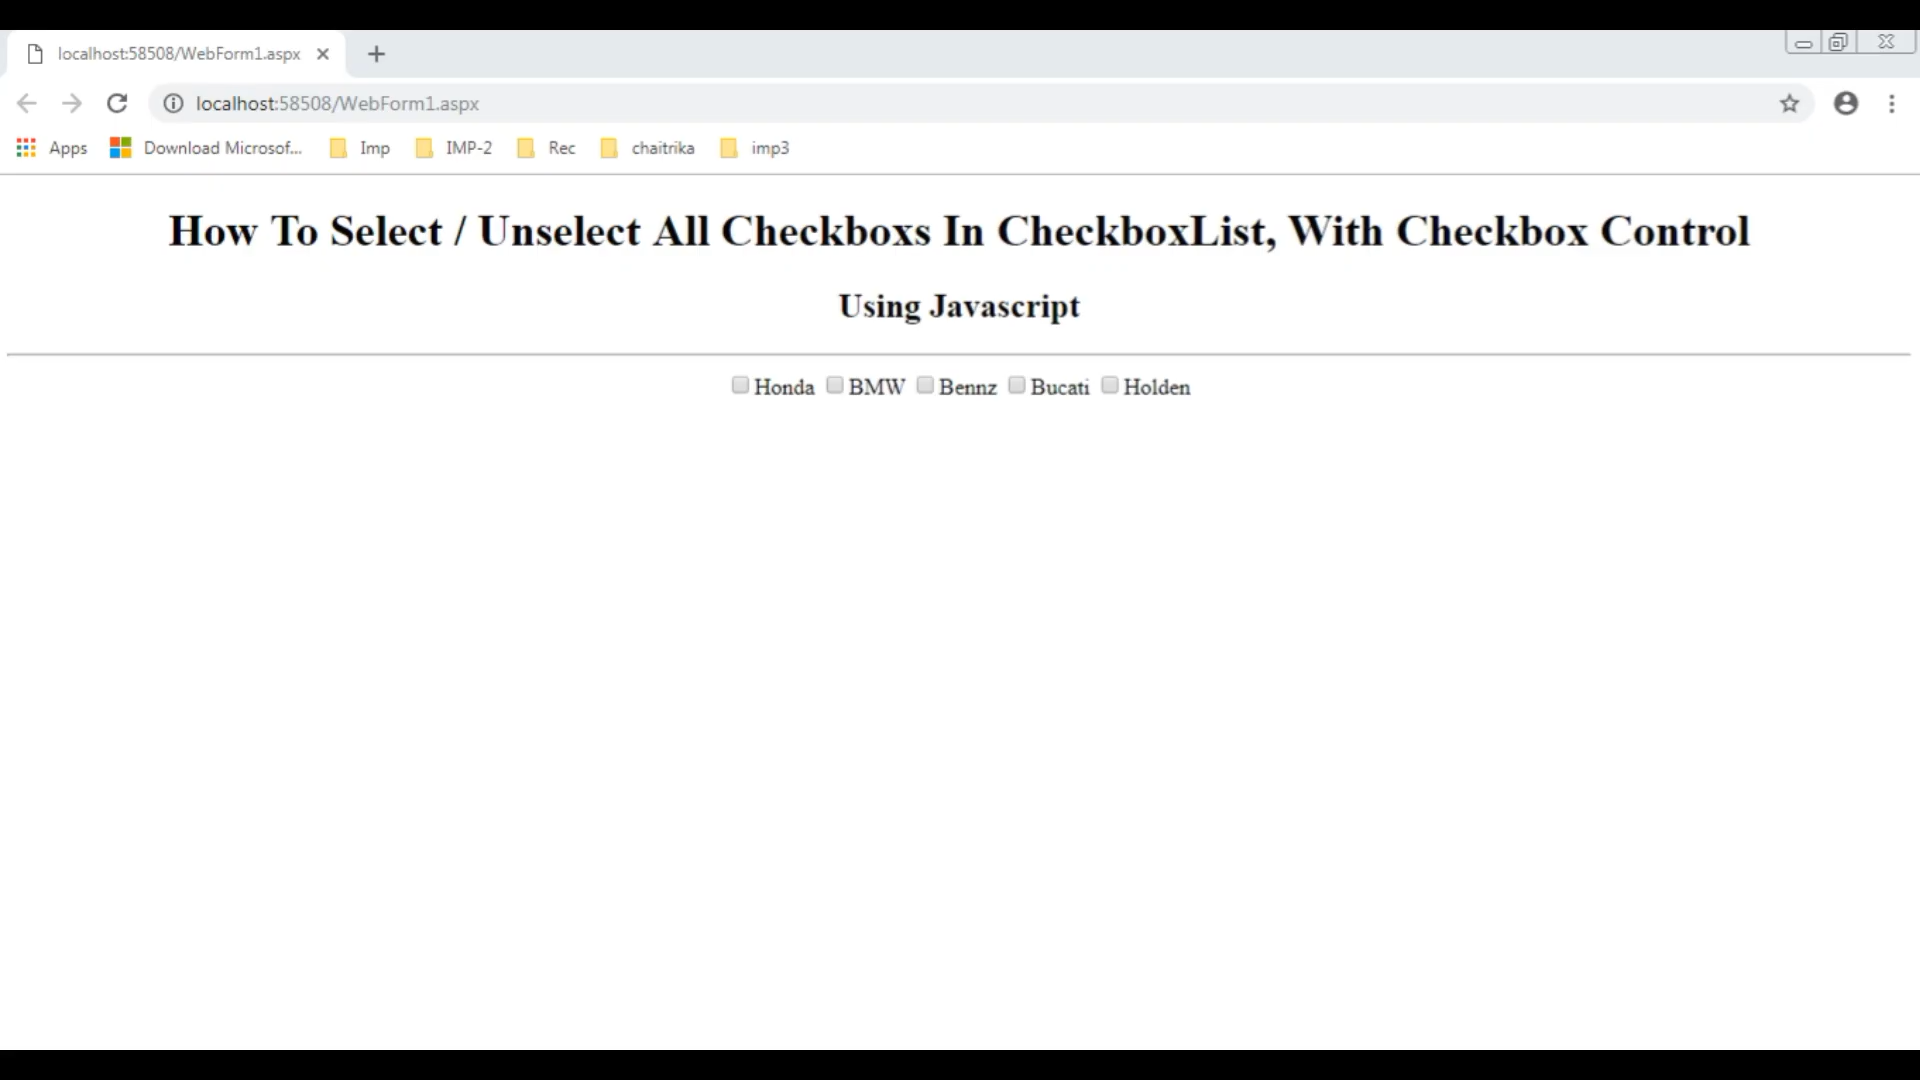 localhost:58508/WebForm1.aspx
localhost:58508/WebForm1.aspx
Apps Download Microsof... Imp IMP-2 Rec chaitrika imp3
How To Select / Unselect All Checkboxs In CheckboxList, With Checkbox Control
Using Javascript
Honda BMW Bennz Bucati Holden